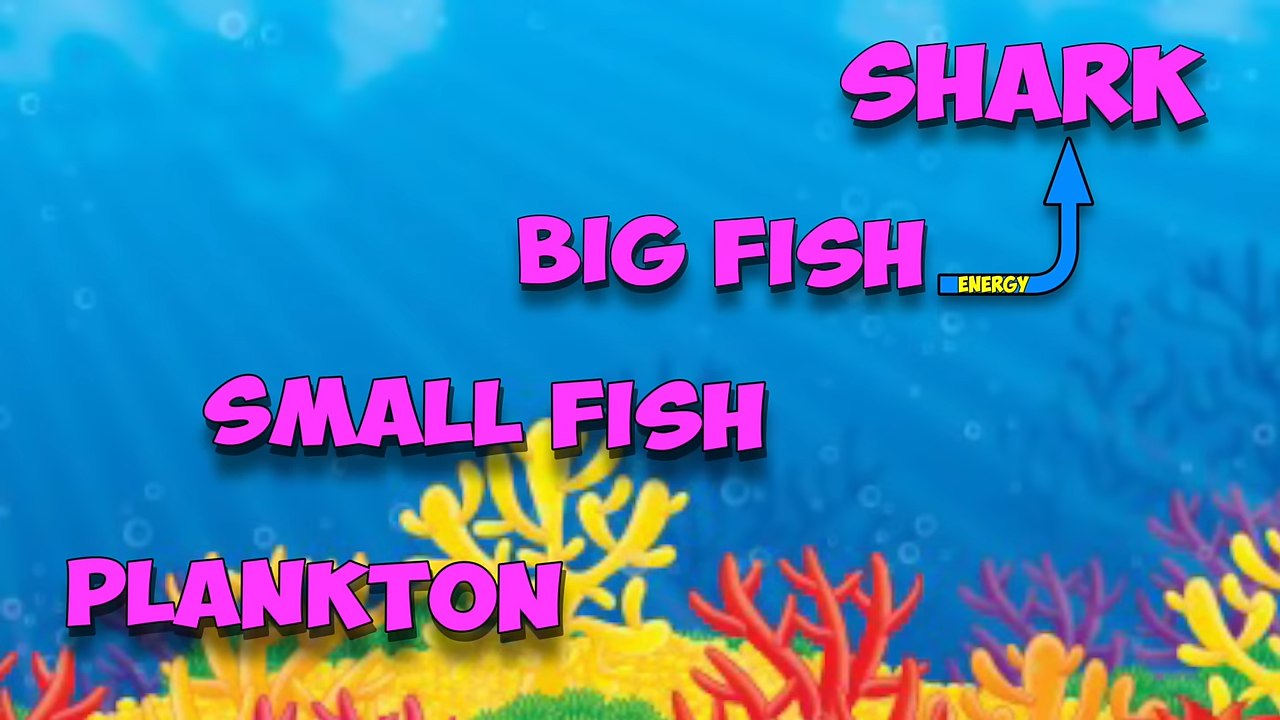 SHARK
BIG FISH
ENERGY
SMALL FISH
PLANKTON